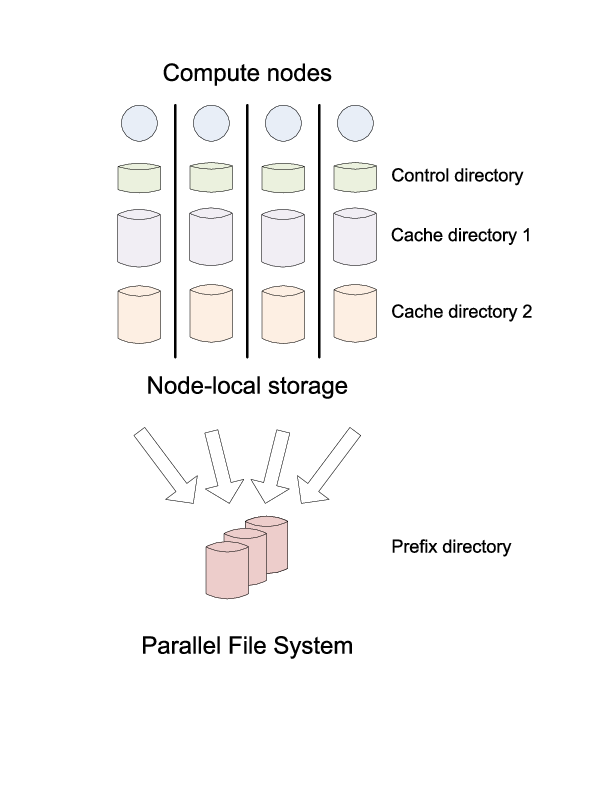 Compute nodes
Control directory
Cache directory 1
Cache directory 2
Node-local storage
Prefix directory
Parallel File System